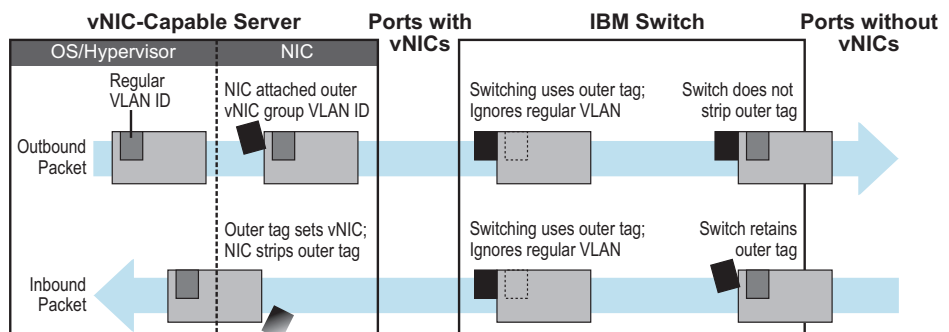 vNIC-Capable Server
Ports with
vNICs
IBM Switch
Ports without
vNICs
OS/Hypervisor
NIC
Regular
VLAN ID
NIC attached outer
vNIC group VLAN ID
Switching uses outer tag;
Ignores regular VLAN
Switch does not
strip outer tag
Outbound
Packet
Outer tag sets vNIC;
NIC strips outer tag
Switching uses outer tag;
Ignores regular VLAN
Switch retains
outer tag
Inbound
Packet